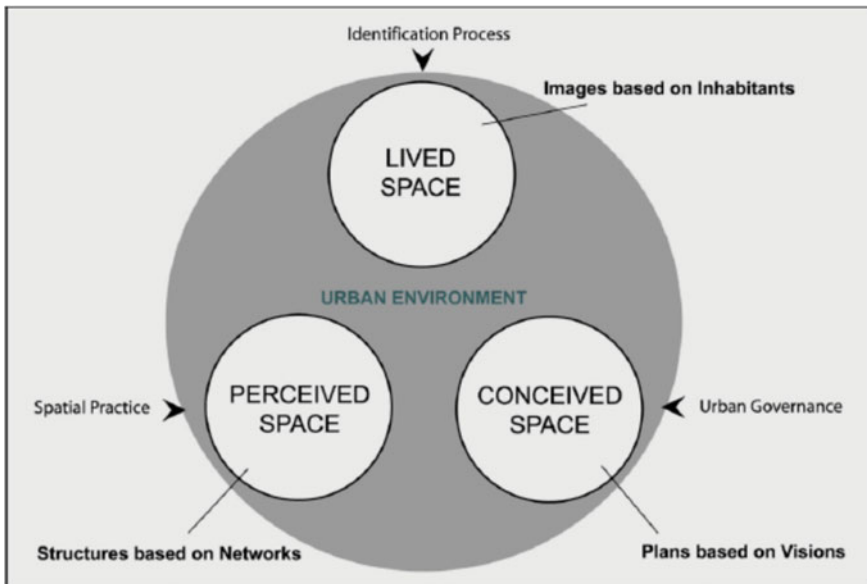 Identification Process
Images based on Inhabitants
LIVED
SPACE
URBAN ENVIRONMENT
PERCEIVED
SPACE
CONCEIVED
SPACE
Spatial Practice
Urban Governance
Structures based on Networks
Plans based on Visions